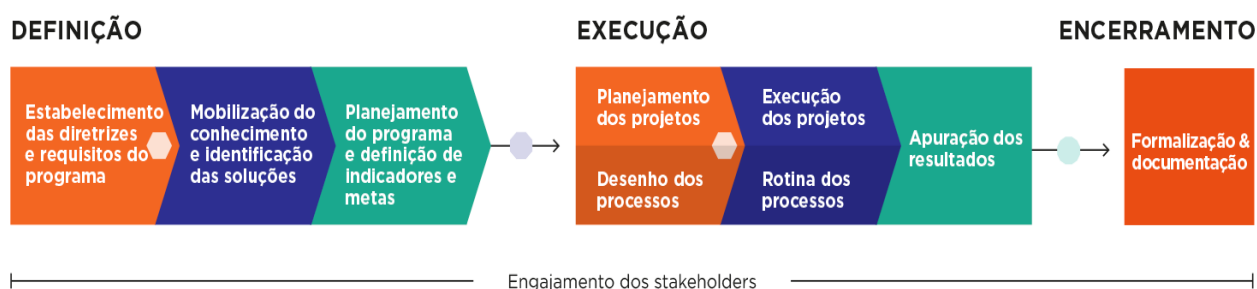 DEFINIÇÃO
Estabelecimento
das diretrizes
e requisitos do
programa
Mobilização do
conhecimento
e identificação
das soluções
Planejamento
do programa
e definição de
indicadores e
metas
EXECUÇÃO
Planejamento
dos projetos
Desenho dos
processos
Execução
dos projetos
Rotina dos
processos
Apuração dos
resultados
ENCERRAMENTO
Formalização &
documentação
Engajamento dos stakeholders